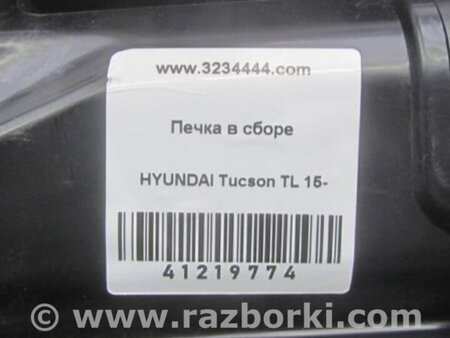 www.3234444.com
Печка в сборе
HYUNDAI Tucson TL 15-
41219774
© www.razborki.com